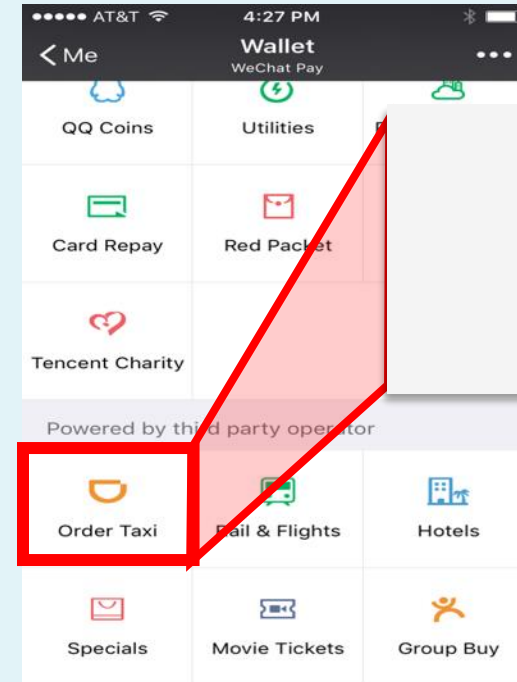 AT&T 4:27 PM
Me Wallet
WeChat Pay
QQ Coins Utilities
Card Repay Red Packet
Tencent Charity
Powered by third party operator
Order Taxi Rail & Flights Hotels
Specials Movie Tickets Group Buy